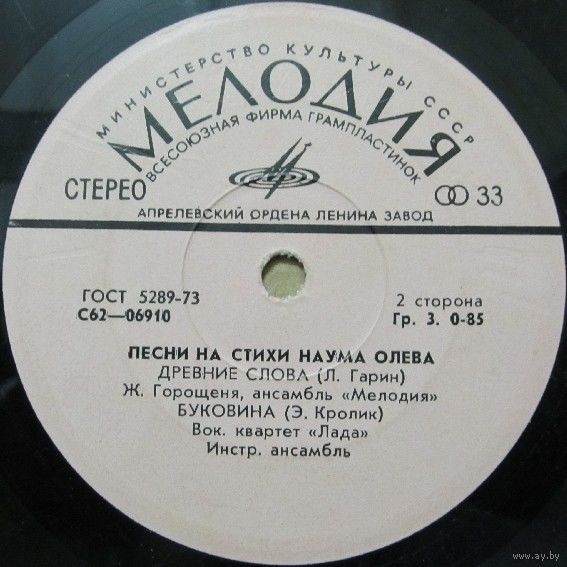 МИНИСТЕРСТВО КУЛЬТУРЫ СССР
МЕЛОДИЯ
ВСЕСОЮЗНАЯ ФИРМА ГРАМПЛАСТИНОК
СТЕРЕО 33
АПРЕЛЕВСКИЙ ОРДЕНА ЛЕНИНА ЗАВОД
ГОСТ 5289-73 2 сторона
С62—06910 Гр. 3. 0-85
ПЕСНИ НА СТИХИ НАУМА ОЛЕВА
ДРЕВНИЕ СЛОВА (Л. Гарин)
Ж. Горощеня, ансамбль «Мелодия»
БУКОВИНА (Э. Кролик)
Вок. квартет «Лада»
Инстр. ансамбль
www.ay.by